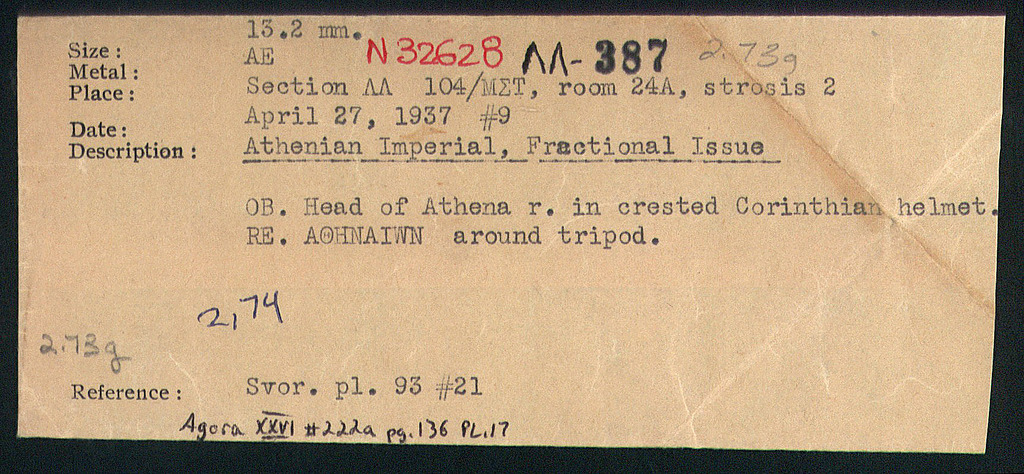 Size : 13.2 mm.
Metal : AE N 32628 ΛΛ-387 2.73g
Place : Section ΛΛ 104/ΜΣΤ, room 24A, strosis 2
Date : April 27, 1937 #9
Description : Athenian Imperial, Fractional Issue
OB. Head of Athena r. in crested Corinthian helmet.
RE. ΑΘΗΝΑΙWΝ around tripod.
2,74
2.73g
Reference : Svor. pl. 93 #21
Agora XXVI #222a pg.136 PL.17